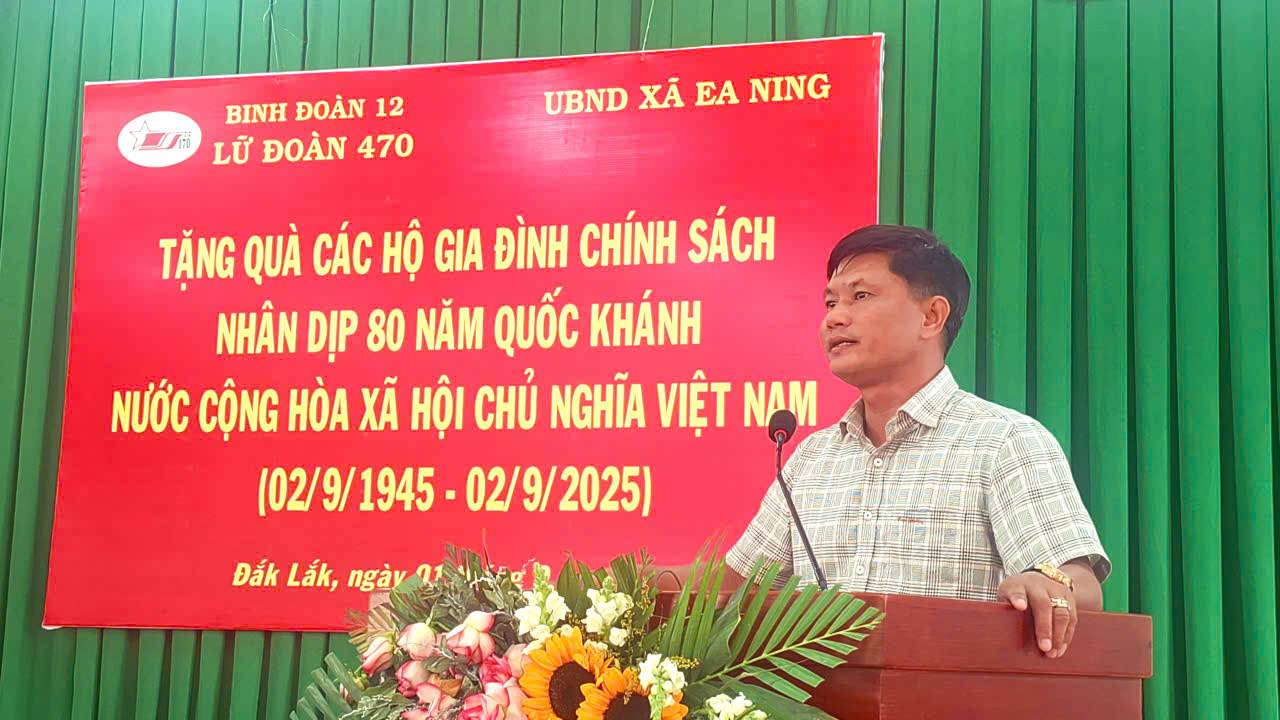 BINH ĐOÀN 12
LỮ ĐOÀN 470
UBND XÃ EA NING
470
TẶNG QUÀ CÁC HỘ GIA ĐÌNH CHÍNH SÁCH
NHÂN DỊP 80 NĂM QUỐC KHÁNH
NƯỚC CỘNG HÒA XÃ HỘI CHỦ NGHĨA VIỆT NAM
(02/9/1945 - 02/9/2025)
Đắk Lắk, ngày 01